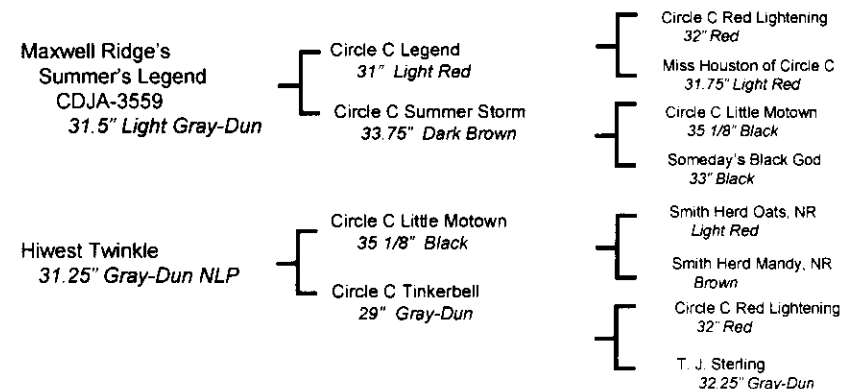 Maxwell Ridge's
Summer's Legend
CDJA-3559
31.5" Light Gray-Dun
Circle C Legend
31" Light Red
Circle C Summer Storm
33.75" Dark Brown
Circle C Red Lightening
32" Red
Miss Houston of Circle C
31.75" Light Red
Circle C Little Motown
35 1/8" Black
Someday's Black God
33" Black
Hiwest Twinkle
31.25" Gray-Dun NLP
Circle C Little Motown
35 1/8" Black
Circle C Tinkerbell
29" Gray-Dun
Smith Herd Oats, NR
Light Red
Smith Herd Mandy, NR
Brown
Circle C Red Lightening
32" Red
T. J. Sterling
32.25" Gray-Dun